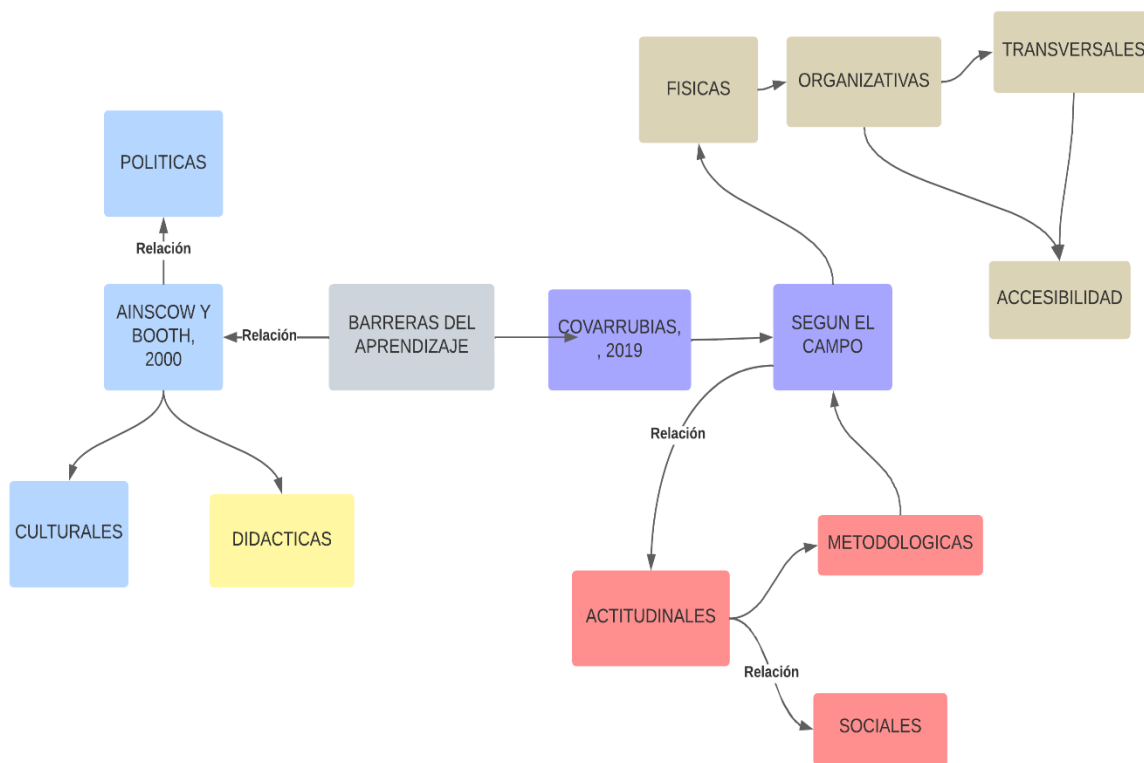 TRANSVERSALES
FISICAS
ORGANIZATIVAS
POLITICAS
Relación
ACCESIBILIDAD
AINSCOW Y
BOOTH,
2000
Relación
BARRERAS DEL
APRENDIZAJE
COVARRUBIAS,
, 2019
SEGUN EL
CAMPO
Relación
CULTURALES
DIDACTICAS
METODOLOGICAS
ACTITUDINALES
Relación
SOCIALES